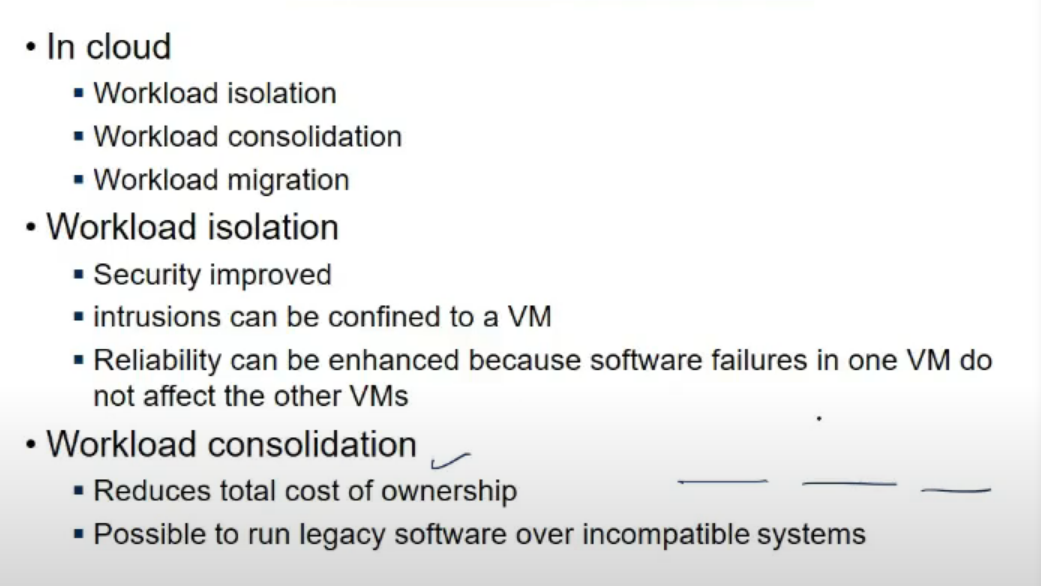 • In cloud
▪ Workload isolation
▪ Workload consolidation
▪ Workload migration
• Workload isolation
▪ Security improved
▪ intrusions can be confined to a VM
▪ Reliability can be enhanced because software failures in one VM do
not affect the other VMs
• Workload consolidation
▪ Reduces total cost of ownership
▪ Possible to run legacy software over incompatible systems